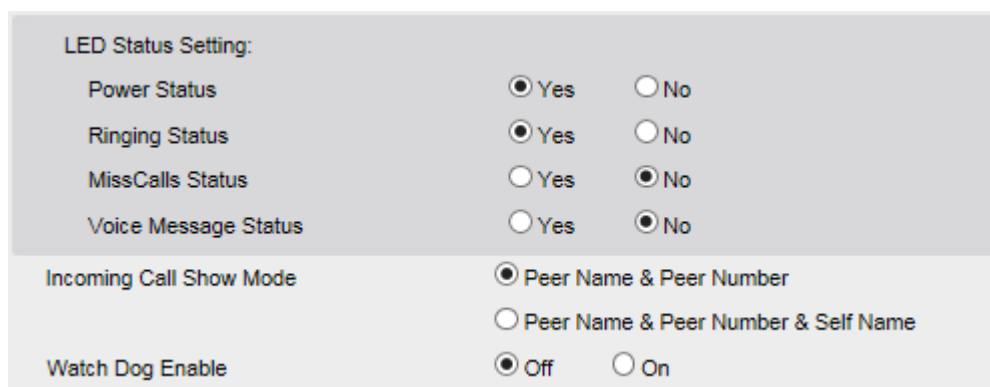 LED Status Setting:
Power Status Yes No
Ringing Status Yes No
MissCalls Status Yes No
Voice Message Status Yes No
Incoming Call Show Mode Peer Name & Peer Number
Peer Name & Peer Number & Self Name
Watch Dog Enable Off On